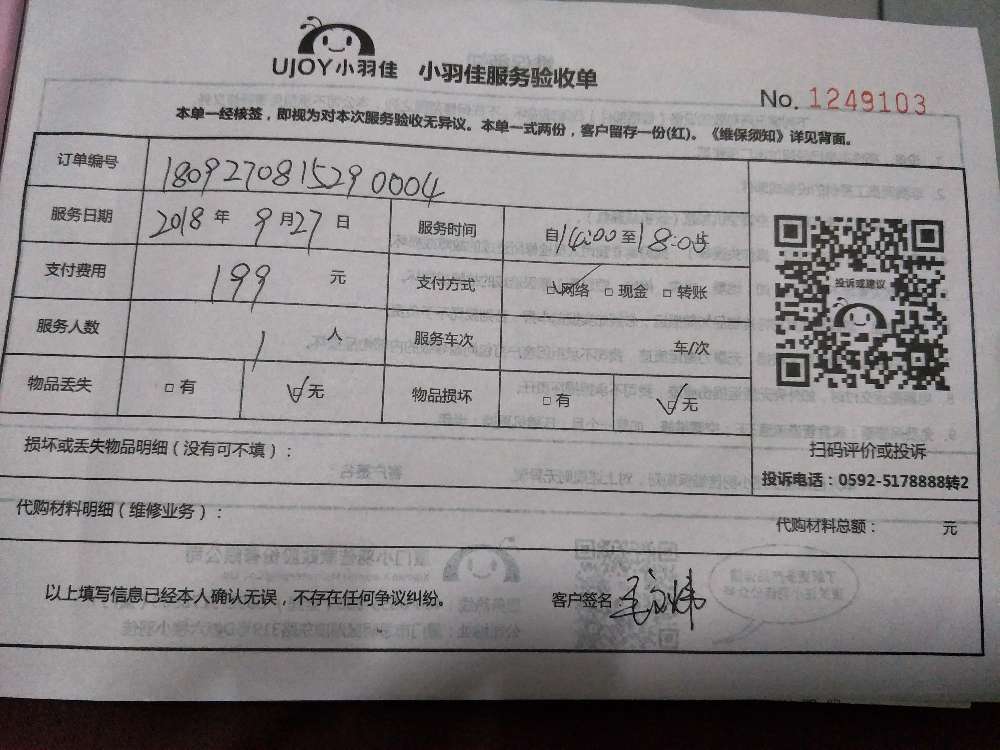 UJOY小羽佳 小羽佳服务验收单
No. 1249103
本单一经核签，即视为对本次服务验收无异议。本单一式两份，客户留存一份(红)。《维保须知》详见背面。
订单编号 180927081529 0004
服务日期 2018 年 9 月 27 日 服务时间 自 14:00 至 18:05
支付费用 199 元 支付方式 □网络 □ 现金 □ 转账
服务人数 1 人 服务车次 车/次
物品丢失 □ 有 □无 物品损坏 □ 有 □ 无
投诉或建议
扫码评价或投诉
投诉电话：0592-5178888转2
损坏或丢失物品明细（没有可不填）：
代购材料明细（维修业务）： 代购材料总额： 元
以上填写信息已经本人确认无误，不存在任何争议纠纷。 客户签名：